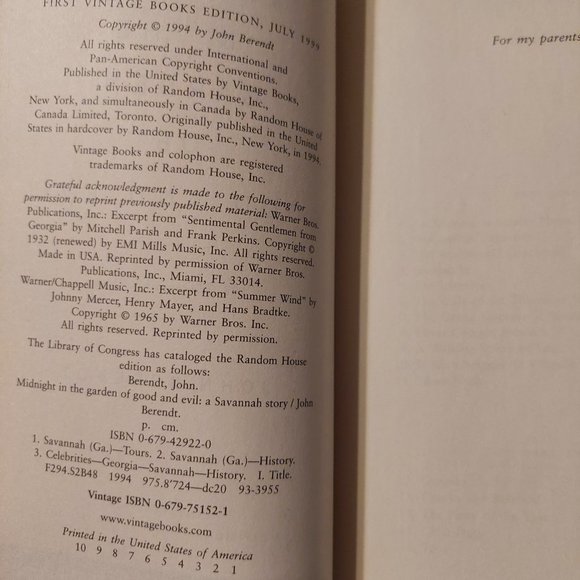 FIRST VINTAGE BOOKS EDITION, JULY 1999
Copyright © 1994 by John Berendt
All rights reserved under International and
Pan-American Copyright Conventions.
Published in the United States by Vintage Books,
a division of Random House, Inc.,
New York, and simultaneously in Canada by Random House of
Canada Limited, Toronto. Originally published in the United
States in hardcover by Random House, Inc., New York, in 1994.
Vintage Books and colophon are registered
trademarks of Random House, Inc.
Grateful acknowledgment is made to the following for
permission to reprint previously published material: Warner Bros.
Publications, Inc.: Excerpt from “Sentimental Gentlemen from
Georgia” by Mitchell Parish and Frank Perkins. Copyright ©
1932 (renewed) by EMI Mills Music, Inc. All rights reserved.
Made in USA. Reprinted by permission of Warner Bros.
Publications, Inc., Miami, FL 33014.
Warner/Chappell Music, Inc.: Excerpt from “Summer Wind” by
Johnny Mercer, Henry Mayer, and Hans Bradtke.
Copyright © 1965 by Warner Bros. Inc.
All rights reserved. Reprinted by permission.
The Library of Congress has cataloged the Random House
edition as follows:
Berendt, John.
Midnight in the garden of good and evil: a Savannah story / John
Berendt.
p. cm.
ISBN 0-679-42922-0
1. Savannah (Ga.)—Tours. 2. Savannah (Ga.)—History.
3. Celebrities—Georgia—Savannah—History. I. Title.
F294.S2B48 1994 975.8'724—dc20 93-3955
Vintage ISBN 0-679-75152-1
www.vintagebooks.com
Printed in the United States of America
10 9 8 7 6 5 4 3 2 1
For my parents